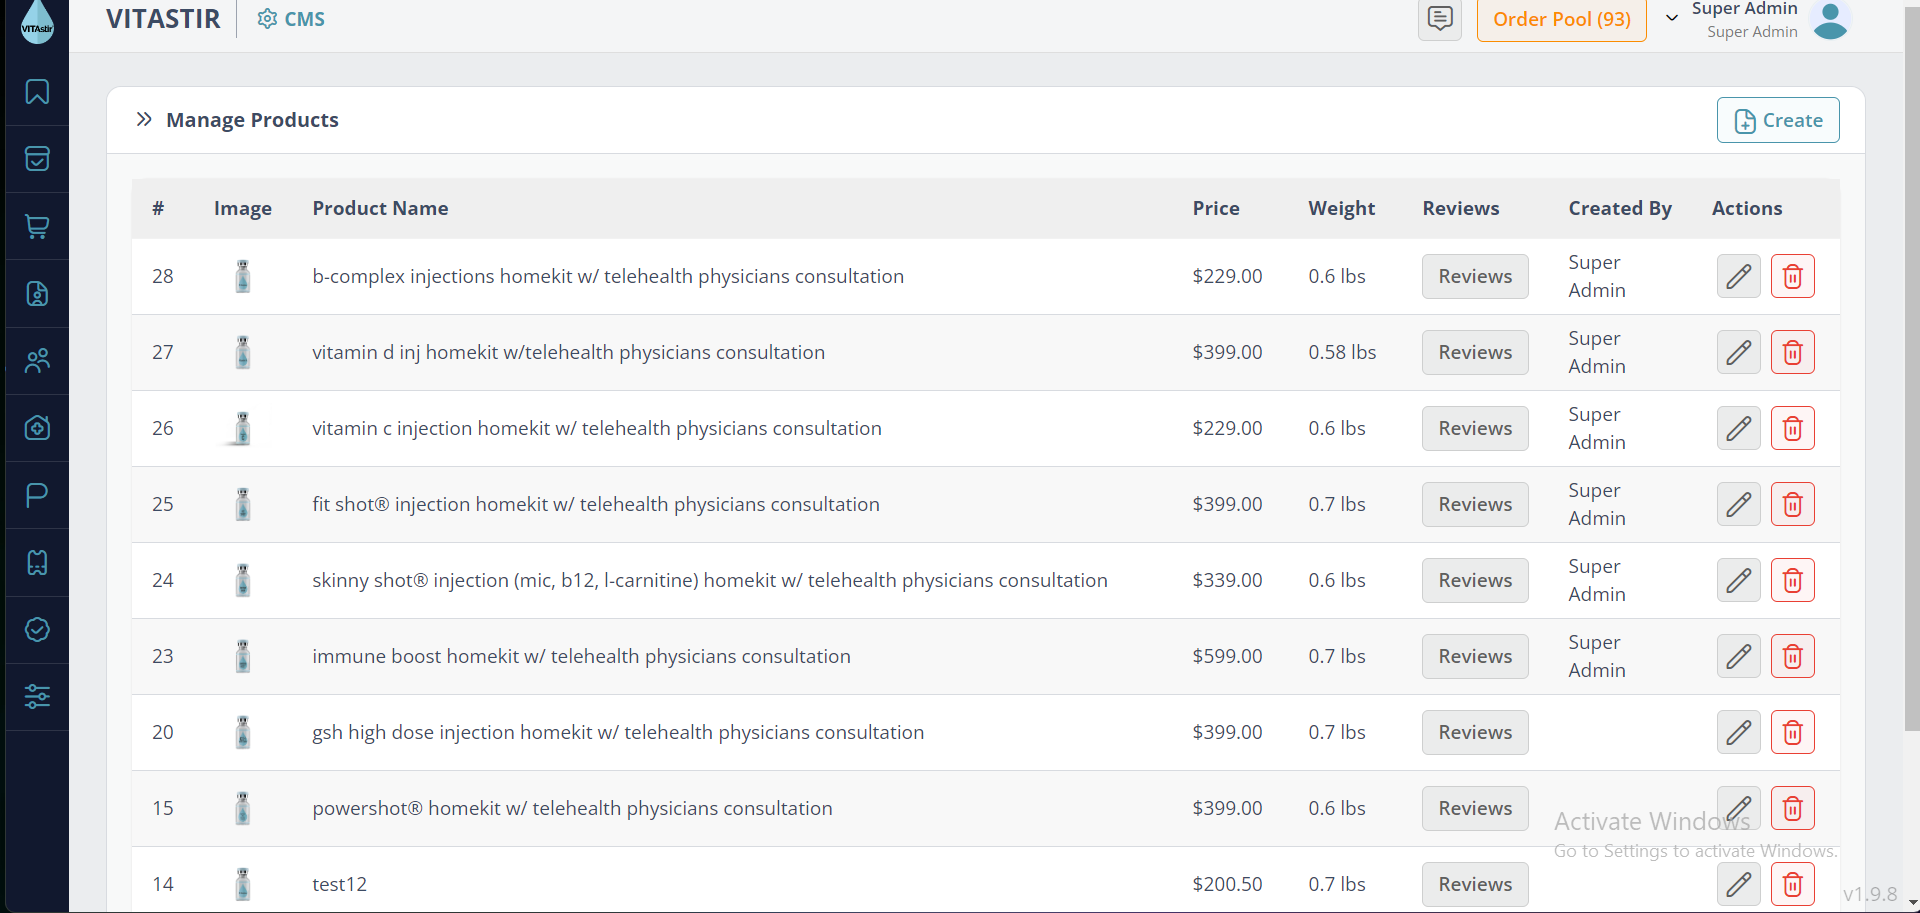 VITAstir
VITASTIR
CMS
Order Pool (93)
Super Admin
Super Admin
Manage Products
Create
# Image Product Name Price Weight Reviews Created By Actions
28 b-complex injections homekit w/ telehealth physicians consultation $229.00 0.6 lbs Reviews Super Admin
27 vitamin d inj homekit w/telehealth physicians consultation $399.00 0.58 lbs Reviews Super Admin
26 vitamin c injection homekit w/ telehealth physicians consultation $229.00 0.6 lbs Reviews Super Admin
25 fit shot® injection homekit w/ telehealth physicians consultation $399.00 0.7 lbs Reviews Super Admin
24 skinny shot® injection (mic, b12, l-carnitine) homekit w/ telehealth physicians consultation $339.00 0.6 lbs Reviews Super Admin
23 immune boost homekit w/ telehealth physicians consultation $599.00 0.7 lbs Reviews Super Admin
20 gsh high dose injection homekit w/ telehealth physicians consultation $399.00 0.7 lbs Reviews
15 powershot® homekit w/ telehealth physicians consultation $399.00 0.6 lbs Reviews
14 test12 $200.50 0.7 lbs Reviews
Activate Windows
Go to Settings to activate Windows.
v1.9.8